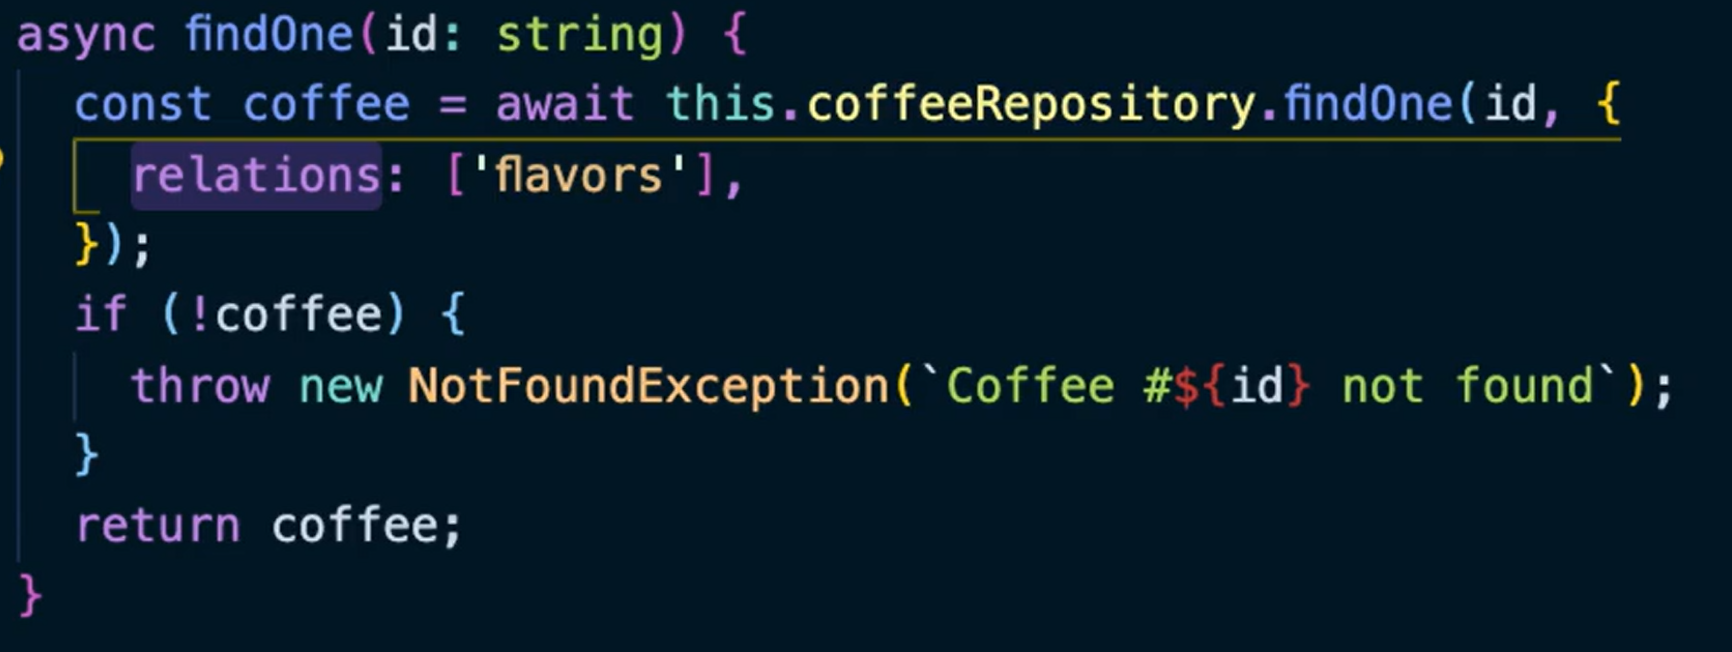 async findOne(id: string) {
const coffee = await this.coffeeRepository.findOne(id, {
relations: ['flavors'],
});
if (!coffee) {
throw new NotFoundException(`Coffee #${id} not found`);
}
return coffee;
}